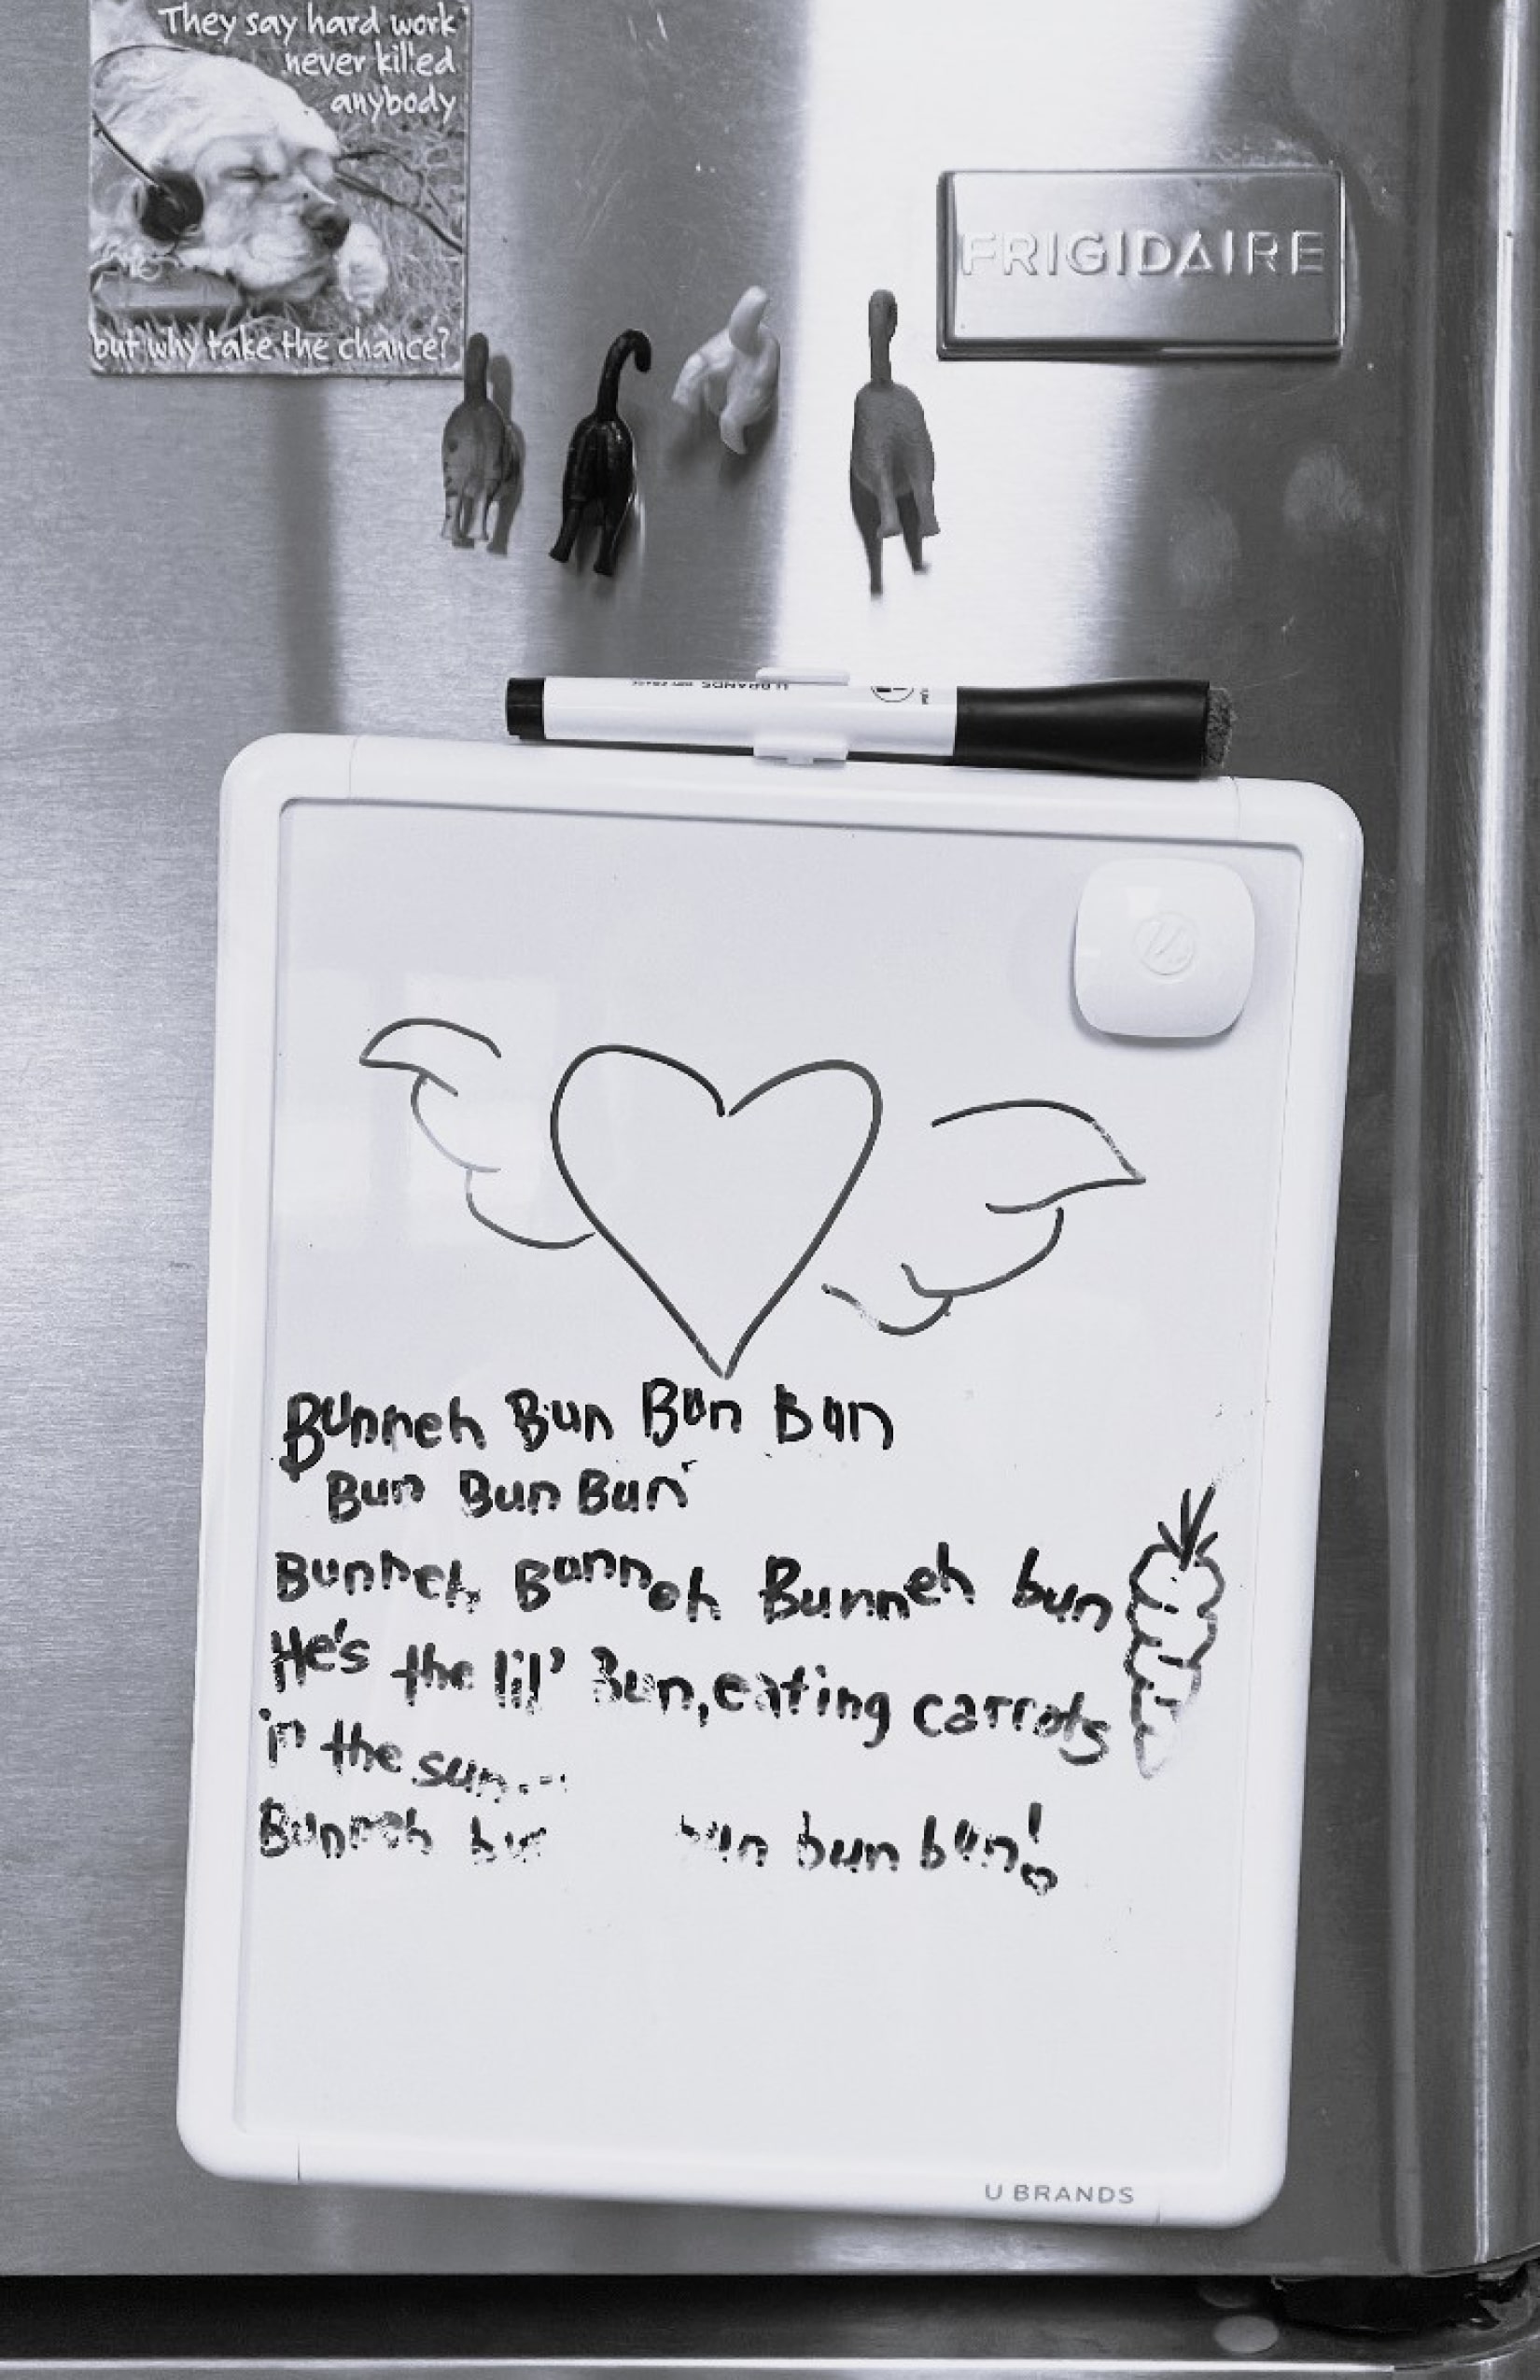 They say hard work
never killed
anybody
but why take the chance?
FRIGIDAIRE
U BRANDS
Bunneh Bun Bun Bun
Bun Bun Bun
Bunneh Bunneh Bunneh bun
He's the lil' Bun, eating carrots
in the sun...
Bunneh bun bun bun bun!
U BRANDS